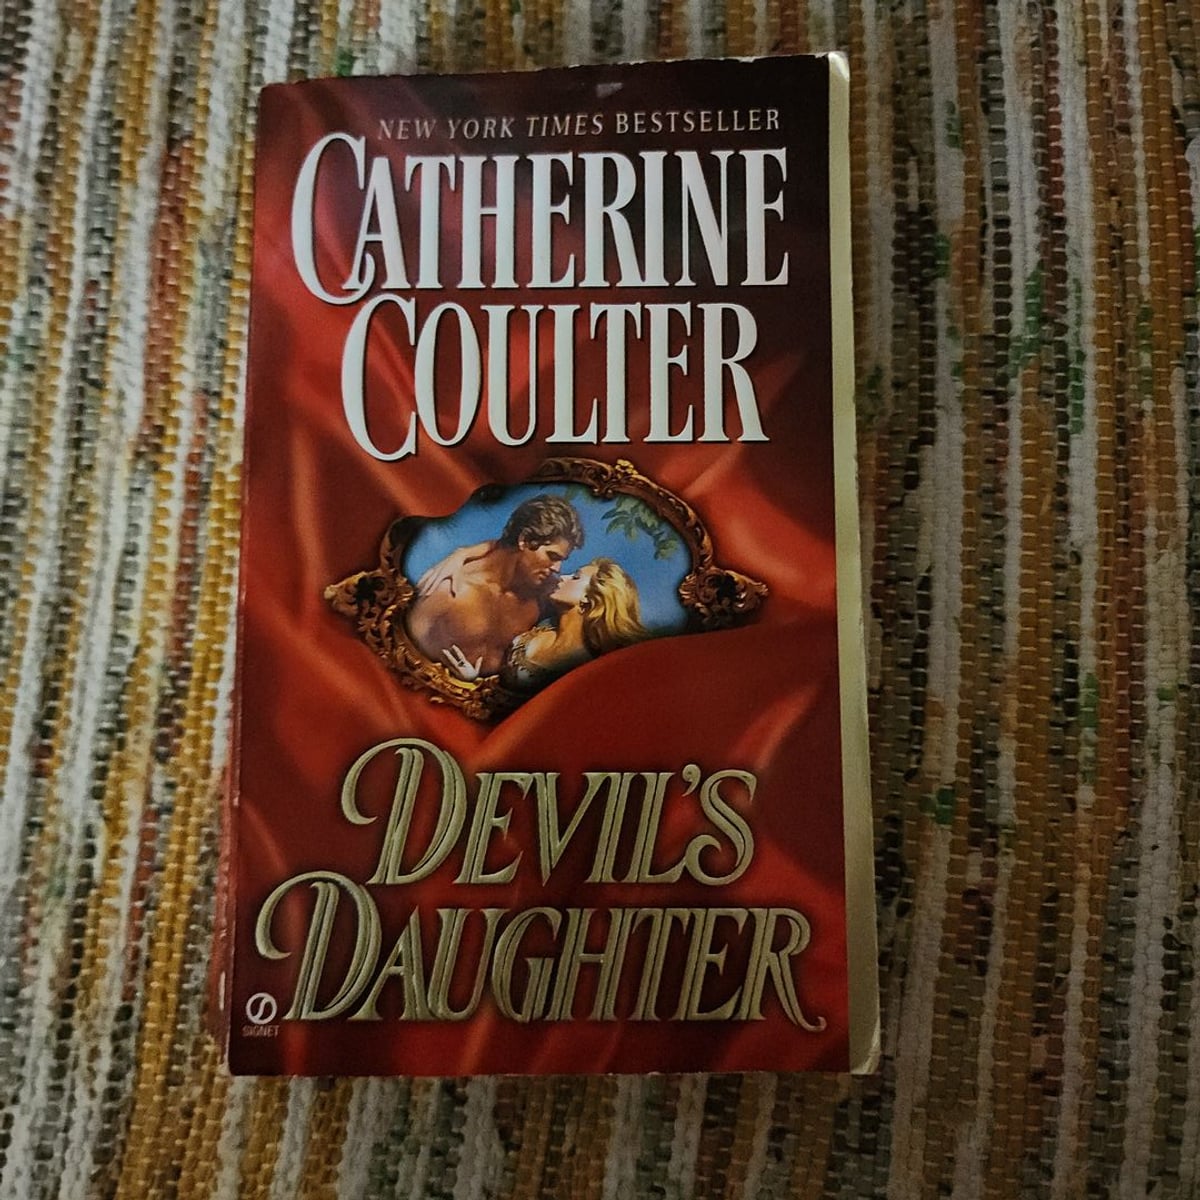 NEW YORK TIMES BESTSELLER
CATHERINE
COULTER
DEVIL'S
DAUGHTER
SIGNET